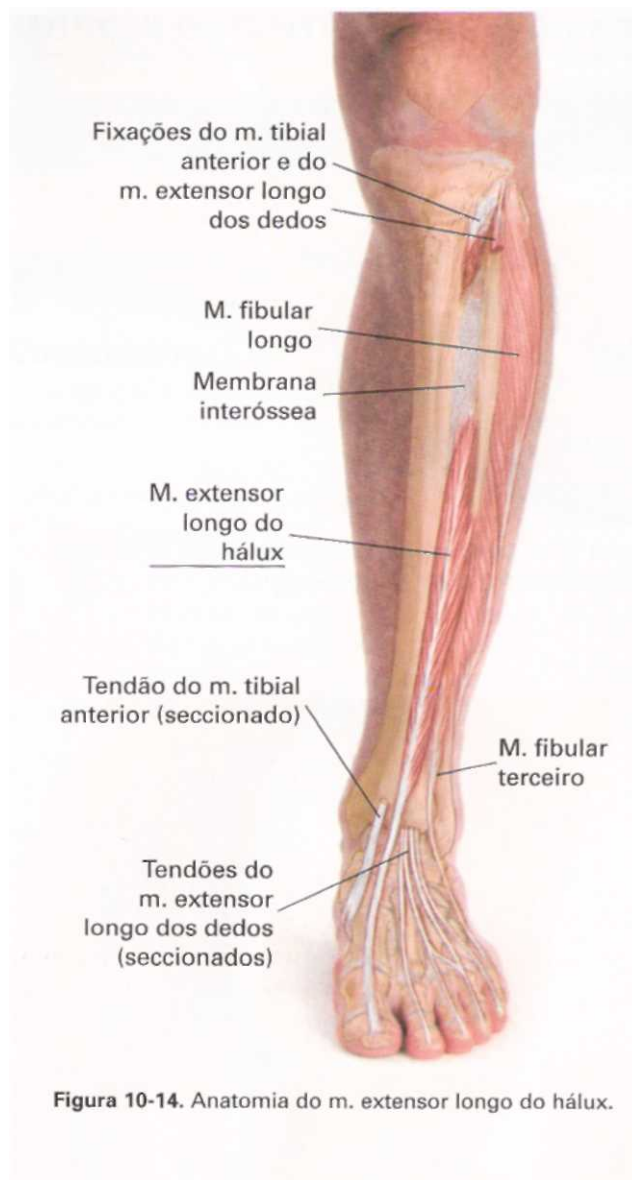 Fixações do m. tibial
anterior e do
m. extensor longo
dos dedos
M. fibular
longo
Membrana
interóssea
M. extensor
longo do
hálux
Tendão do m. tibial
anterior (seccionado)
M. fibular
terceiro
Tendões do
m. extensor
longo dos dedos
(seccionados)
Figura 10-14. Anatomia do m. extensor longo do hálux.